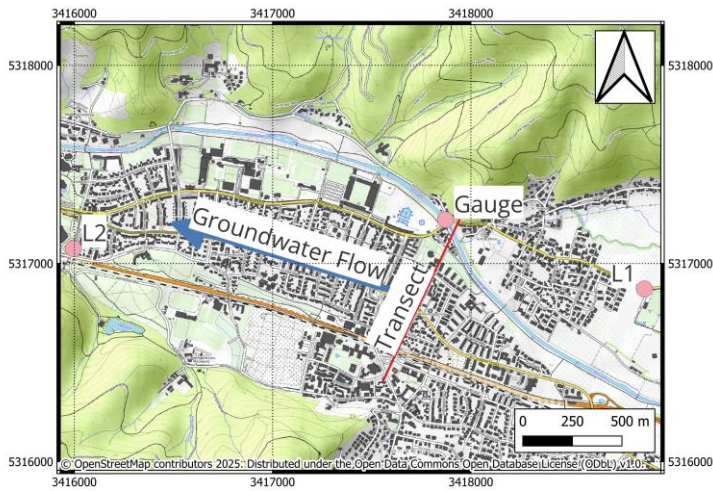 3416000 3417000 3418000
5318000 5318000
Gauge
Groundwater Flow
L2
L1
5317000 5317000
Transect
0 250 500 m
5316000 5316000
© OpenStreetMap contributors 2025. Distributed under the Open Data Commons Open Database License (ODbL) v1.0.
3416000 3417000 3418000